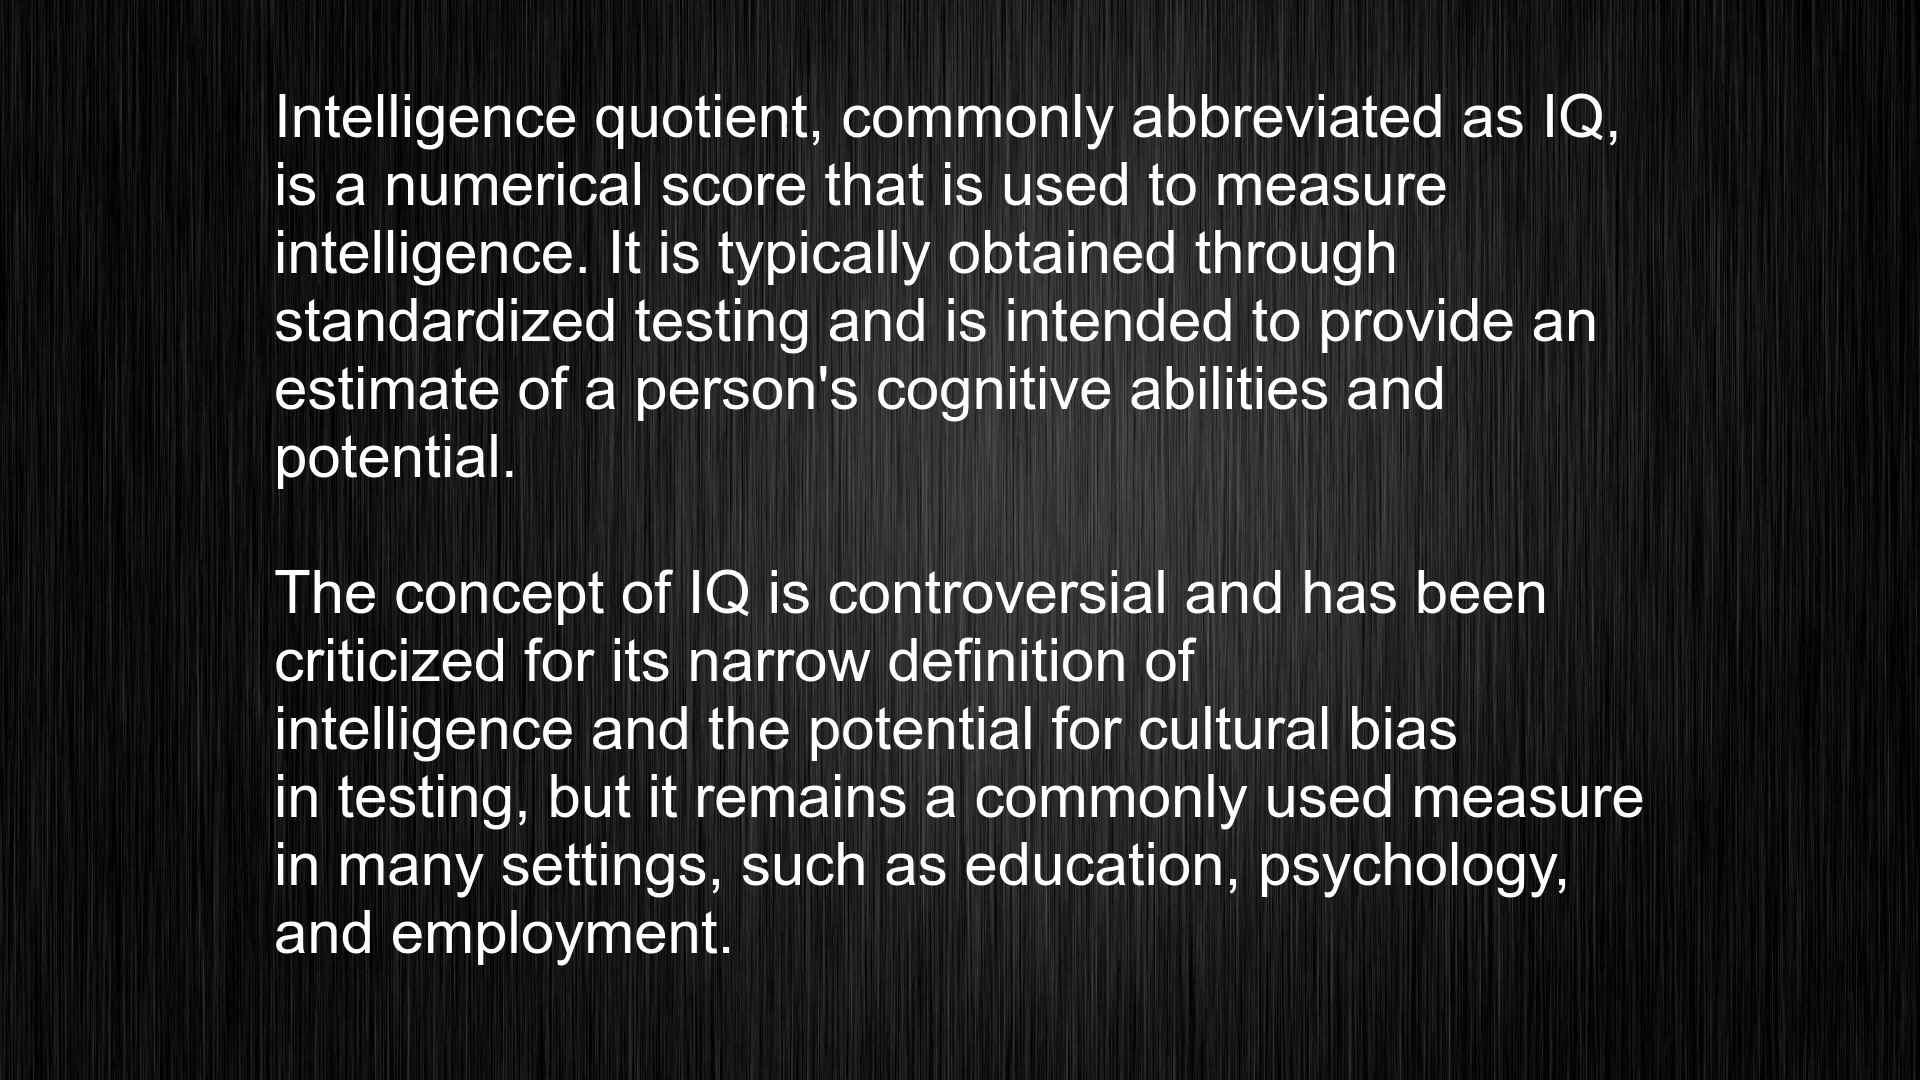 Intelligence quotient, commonly abbreviated as IQ,
is a numerical score that is used to measure
intelligence. It is typically obtained through
standardized testing and is intended to provide an
estimate of a person's cognitive abilities and
potential.
The concept of IQ is controversial and has been
criticized for its narrow definition of
intelligence and the potential for cultural bias
in testing, but it remains a commonly used measure
in many settings, such as education, psychology,
and employment.